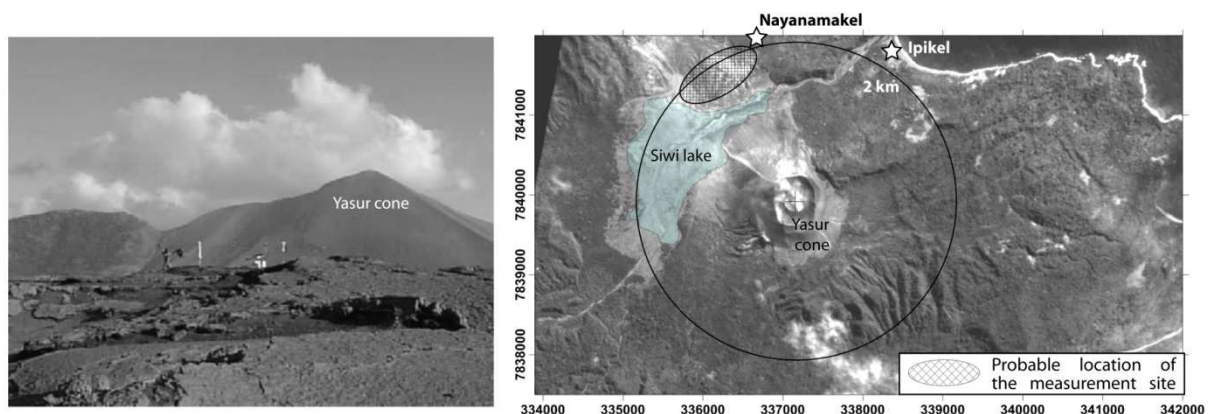 Yasur cone
Nayanamakel
Ipikel
2 km
Siwi lake
Yasur
cone
7841000
7840000
7839000
7838000
Probable location of
the measurement site
334000 335000 336000 337000 338000 339000 340000 341000 342000